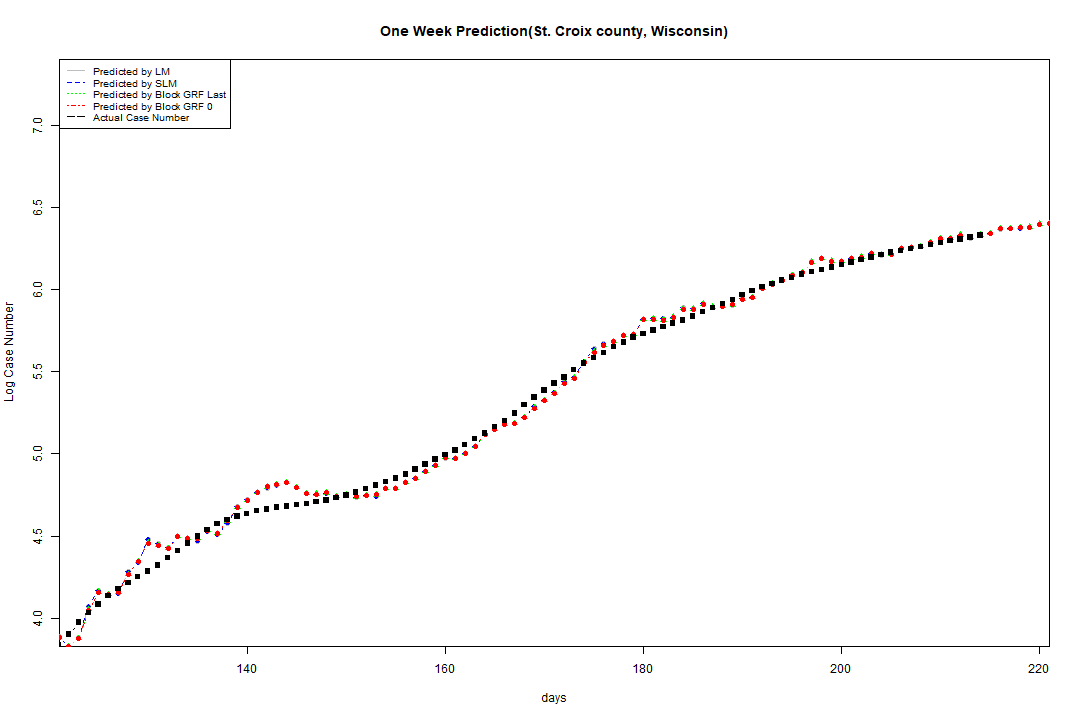 One Week Prediction(St. Croix county, Wisconsin)
Predicted by LM
Predicted by SLM
Predicted by Block GRF Last
Predicted by Block GRF 0
Actual Case Number
7.0
6.5
6.0
5.5
5.0
4.5
4.0
Log Case Number
140 160 180 200 220
days